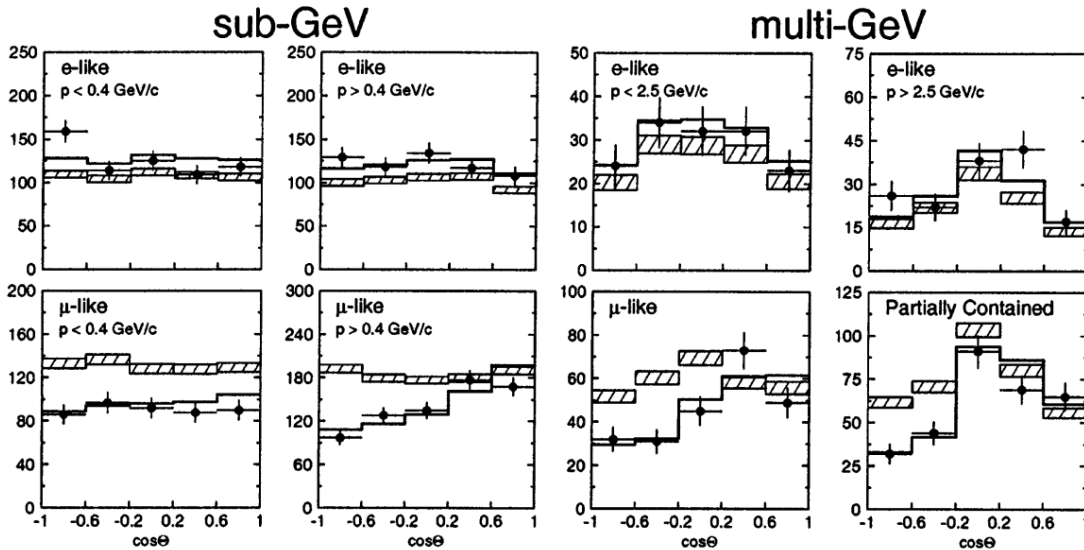 sub-GeV
multi-GeV
250
200
150
100
50
0
e-like
p < 0.4 GeV/c
250
200
150
100
50
0
e-like
p > 0.4 GeV/c
50
40
30
20
10
0
e-like
p < 2.5 GeV/c
75
60
45
30
15
0
e-like
p > 2.5 GeV/c
200
160
120
80
40
0
μ-like
p < 0.4 GeV/c
-1 -0.6 -0.2 0.2 0.6 1
cosΘ
300
240
180
120
60
0
μ-like
p > 0.4 GeV/c
-1 -0.6 -0.2 0.2 0.6 1
cosΘ
100
80
60
40
20
0
μ-like
-1 -0.6 -0.2 0.2 0.6 1
cosΘ
125
100
75
50
25
0
Partially Contained
-1 -0.6 -0.2 0.2 0.6 1
cosΘ